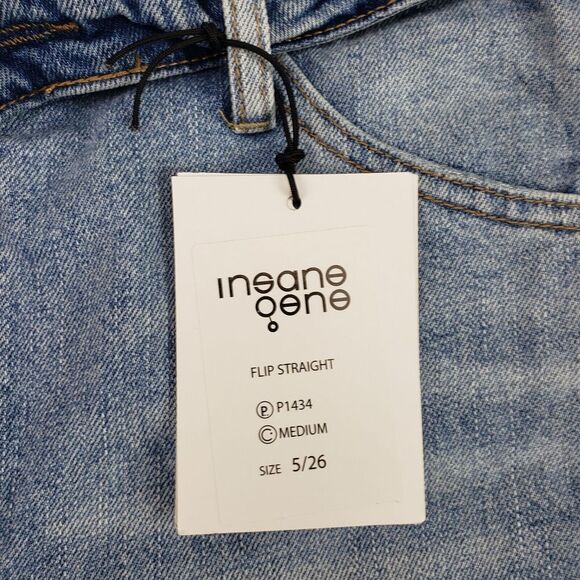 insane
gene
FLIP STRAIGHT
Ⓟ P1434
Ⓒ MEDIUM
SIZE 5/26